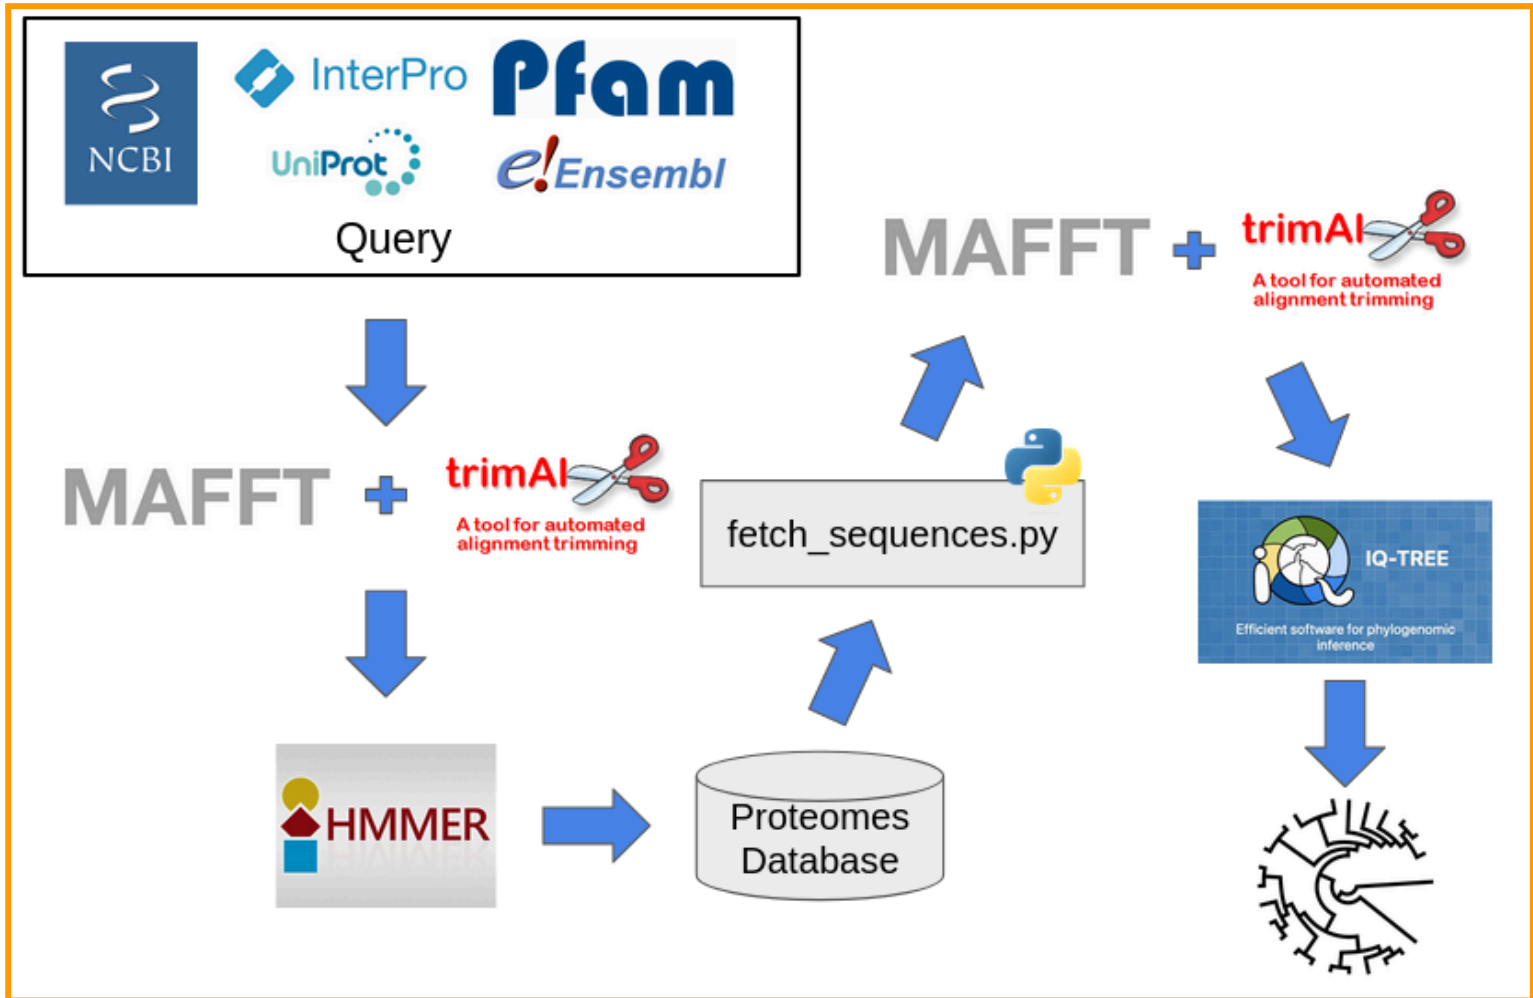 NCBI
InterPro
Pfam
UniProt
e!Ensembl
Query
MAFFT
trimAl
A tool for automated
alignment trimming
HMMER
Proteomes
Database
fetch_sequences.py
MAFFT
trimAl
A tool for automated
alignment trimming
IQ-TREE
Efficient software for phylogenomic
inference